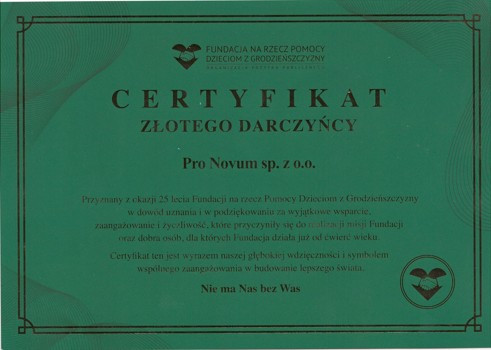 FUNDACJA NA RZECZ POMOCY
DZIECIOM Z GRODZIEŃSZCZYZNY
ORGANIZACJA POŻYTKU PUBLICZNEGO
CERTYFIKAT
ZŁOTEGO DARCZYŃCY
Pro Novum sp. z o.o.
Przyznany z okazji 25 lecia Fundacji na rzecz Pomocy Dzieciom z Grodzieńszczyzny
w dowód uznania i w podziękowaniu za wyjątkowe wsparcie,
zaangażowanie i życzliwość, które przyczyniły się do realizacji misji Fundacji
oraz dobra osób, dla których Fundacja działa już od ćwierć wieku.
Certyfikat ten jest wyrazem naszej głębokiej wdzięczności i symbolem
wspólnego zaangażowania w budowanie lepszego świata.
Nie ma Nas bez Was